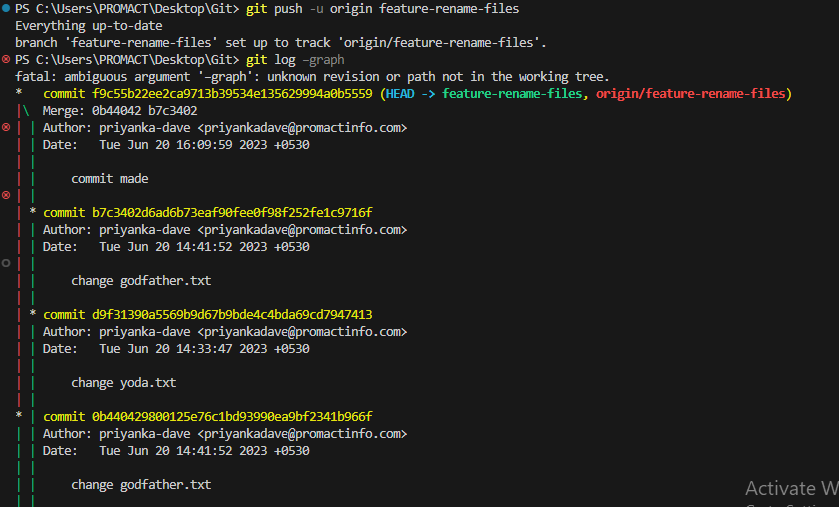 PS C:\Users\PROMACT\Desktop\Git> git push -u origin feature-rename-files
Everything up-to-date
branch 'feature-rename-files' set up to track 'origin/feature-rename-files'.
PS C:\Users\PROMACT\Desktop\Git> git log -graph
fatal: ambiguous argument '-graph': unknown revision or path not in the working tree.
* commit f9c55b22ee2ca9713b39534e135629994a0b5559 (HEAD -> feature-rename-files, origin/feature-rename-files)
|\ Merge: 0b44042 b7c3402
| | Author: priyanka-dave <priyankadave@promactinfo.com>
| | Date: Tue Jun 20 16:09:59 2023 +0530
| |
| | commit made
| |
| * commit b7c3402d6ad6b73eaf90fee0f98f252fe1c9716f
| | Author: priyanka-dave <priyankadave@promactinfo.com>
| | Date: Tue Jun 20 14:41:52 2023 +0530
| |
| | change godfather.txt
| |
| * commit d9f31390a5569b9d67b9bde4c4bda69cd7947413
| | Author: priyanka-dave <priyankadave@promactinfo.com>
| | Date: Tue Jun 20 14:33:47 2023 +0530
| |
| | change yoda.txt
| |
* | commit 0b440429800125e76c1bd93990ea9bf2341b966f
| | Author: priyanka-dave <priyankadave@promactinfo.com>
| | Date: Tue Jun 20 14:41:52 2023 +0530
| |
| | change godfather.txt
| |
Activate W